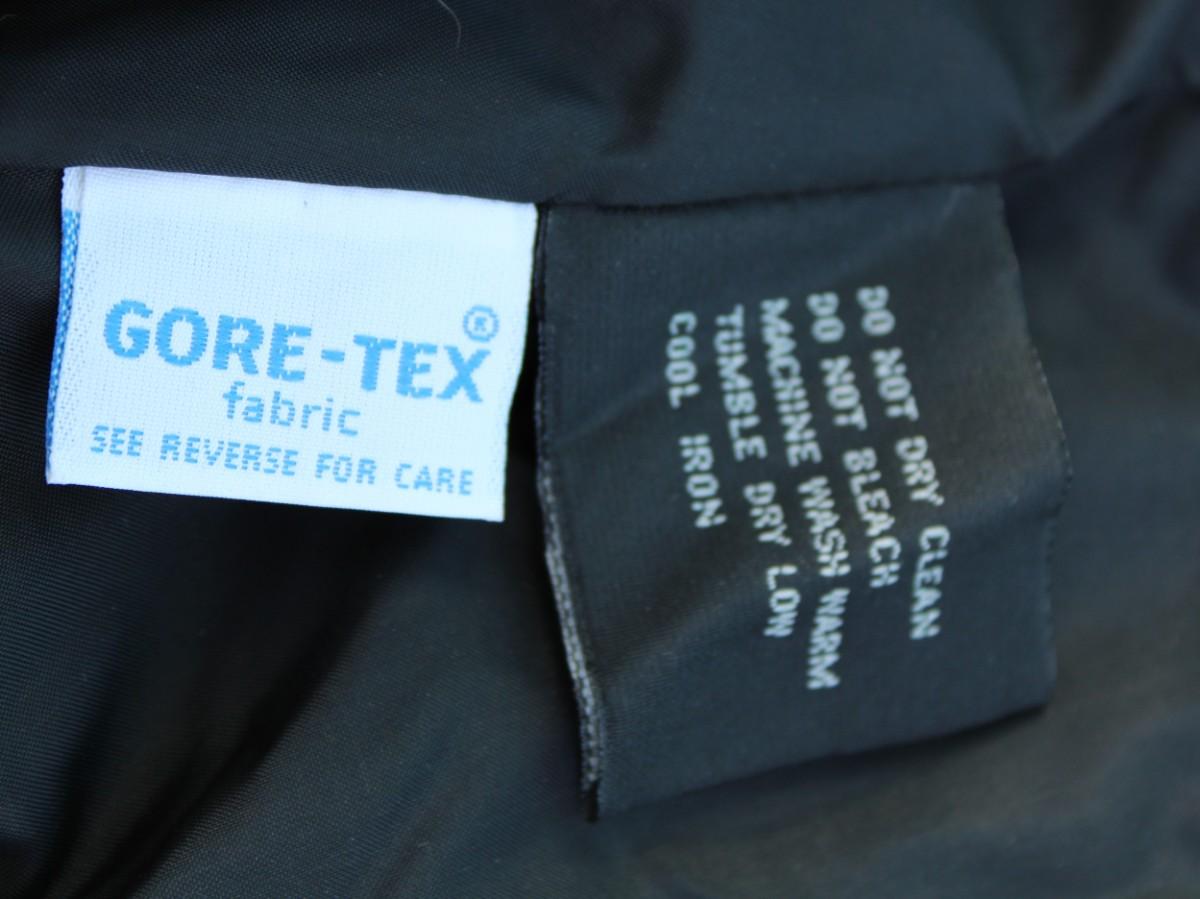 GORE-TEX®
fabric
SEE REVERSE FOR CARE
DO NOT DRY CLEAN
DO NOT BLEACH
MACHINE WASH WARM
TUMBLE DRY LOW
COOL IRON